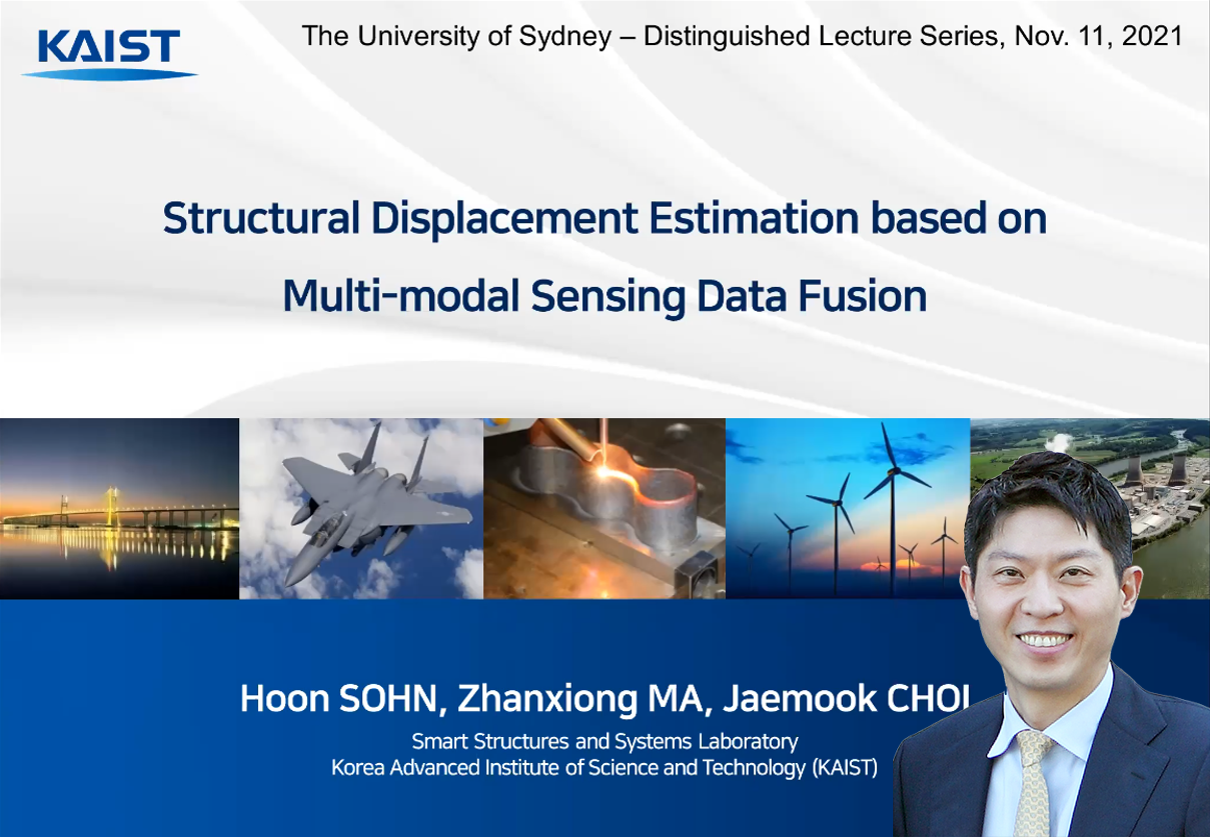 KAIST
The University of Sydney – Distinguished Lecture Series, Nov. 11, 2021
Structural Displacement Estimation based on
Multi-modal Sensing Data Fusion
Hoon SOHN, Zhanxiong MA, Jaemook CHOI
Smart Structures and Systems Laboratory
Korea Advanced Institute of Science and Technology (KAIST)